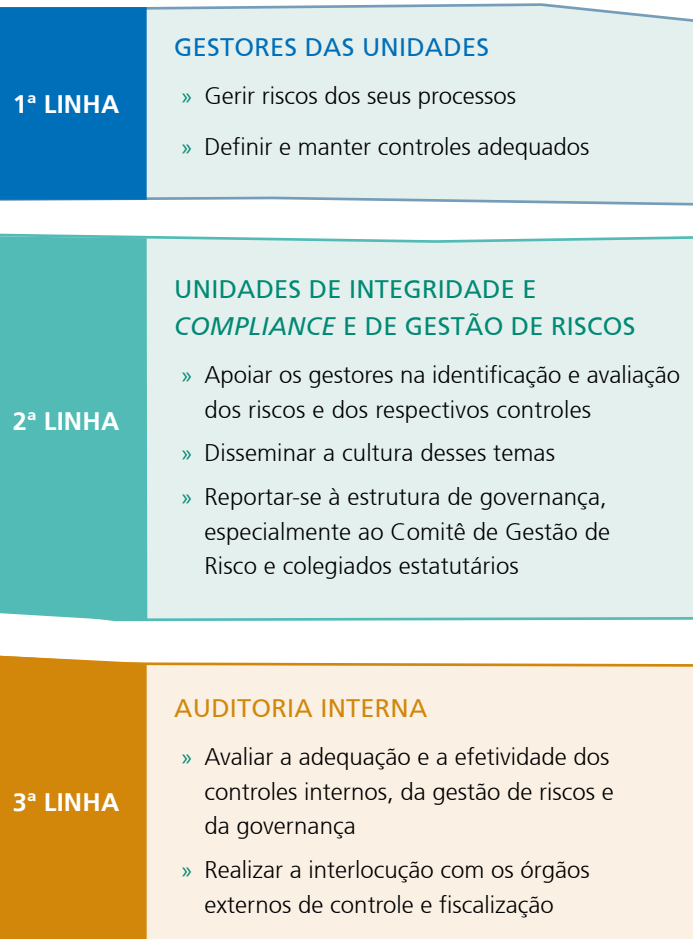 1ª LINHA
GESTORES DAS UNIDADES
» Gerir riscos dos seus processos
» Definir e manter controles adequados
2ª LINHA
UNIDADES DE INTEGRIDADE E
COMPLIANCE E DE GESTÃO DE RISCOS
» Apoiar os gestores na identificação e avaliação
dos riscos e dos respectivos controles
» Disseminar a cultura desses temas
» Reportar-se à estrutura de governança,
especialmente ao Comitê de Gestão de
Risco e colegiados estatutários
3ª LINHA
AUDITORIA INTERNA
» Avaliar a adequação e a efetividade dos
controles internos, da gestão de riscos e
da governança
» Realizar a interlocução com os órgãos
externos de controle e fiscalização